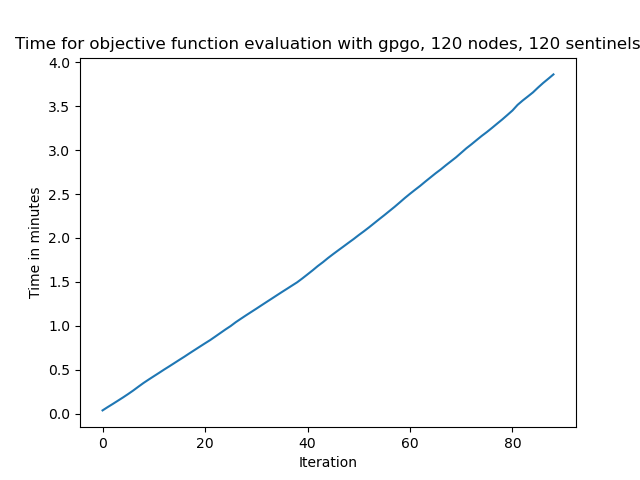 Time for objective function evaluation with gpgo, 120 nodes, 120 sentinels
4.0
3.5
3.0
2.5
2.0
1.5
1.0
0.5
0.0
Time in minutes
0 20 40 60 80
Iteration